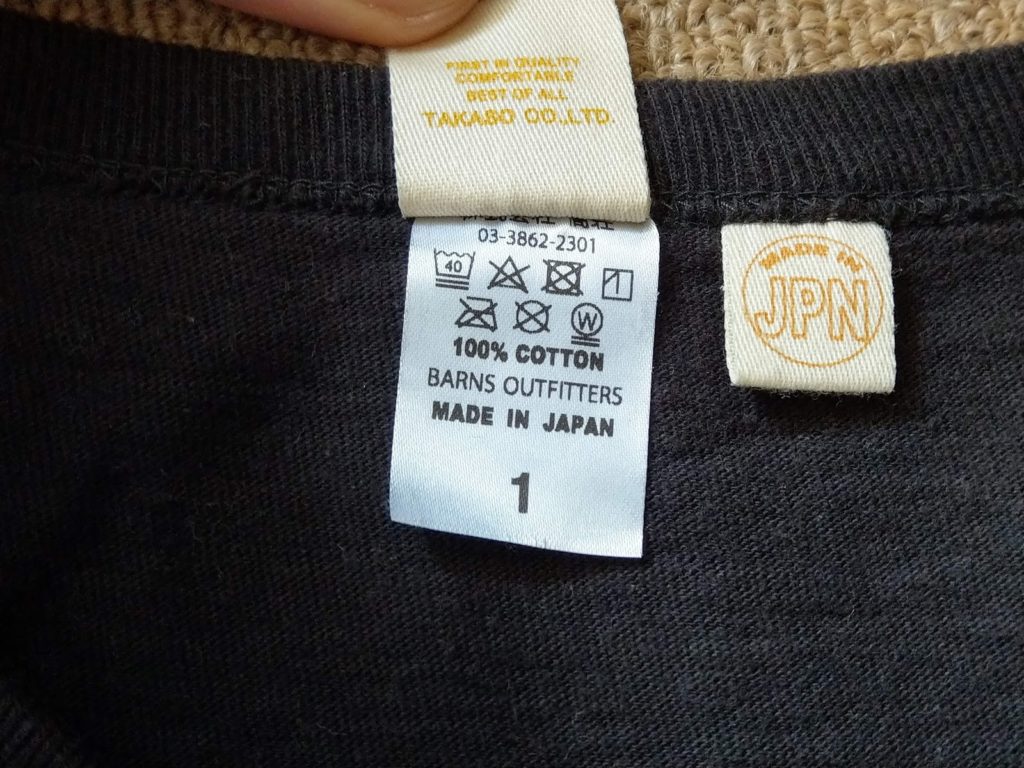 FIRST IN QUALITY
COMFORTABLE
BEST OF ALL
TAKASO CO.,LTD.
03-3862-2301
40
W
100% COTTON
BARNS OUTFITTERS
MADE IN JAPAN
1
MADE IN
JPN